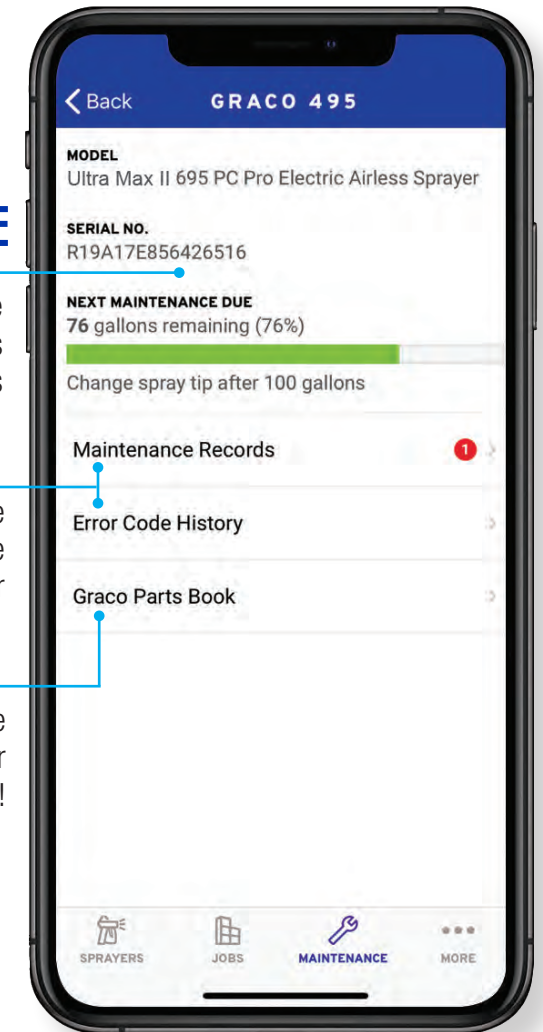 Back
GRACO 495
MODEL
Ultra Max II 695 PC Pro Electric Airless Sprayer
SERIAL NO.
R19A17E856426516
NEXT MAINTENANCE DUE
76 gallons remaining (76%)
Change spray tip after 100 gallons
Maintenance Records
1
Error Code History
Graco Parts Book
SPRAYERS
JOBS
MAINTENANCE
MORE